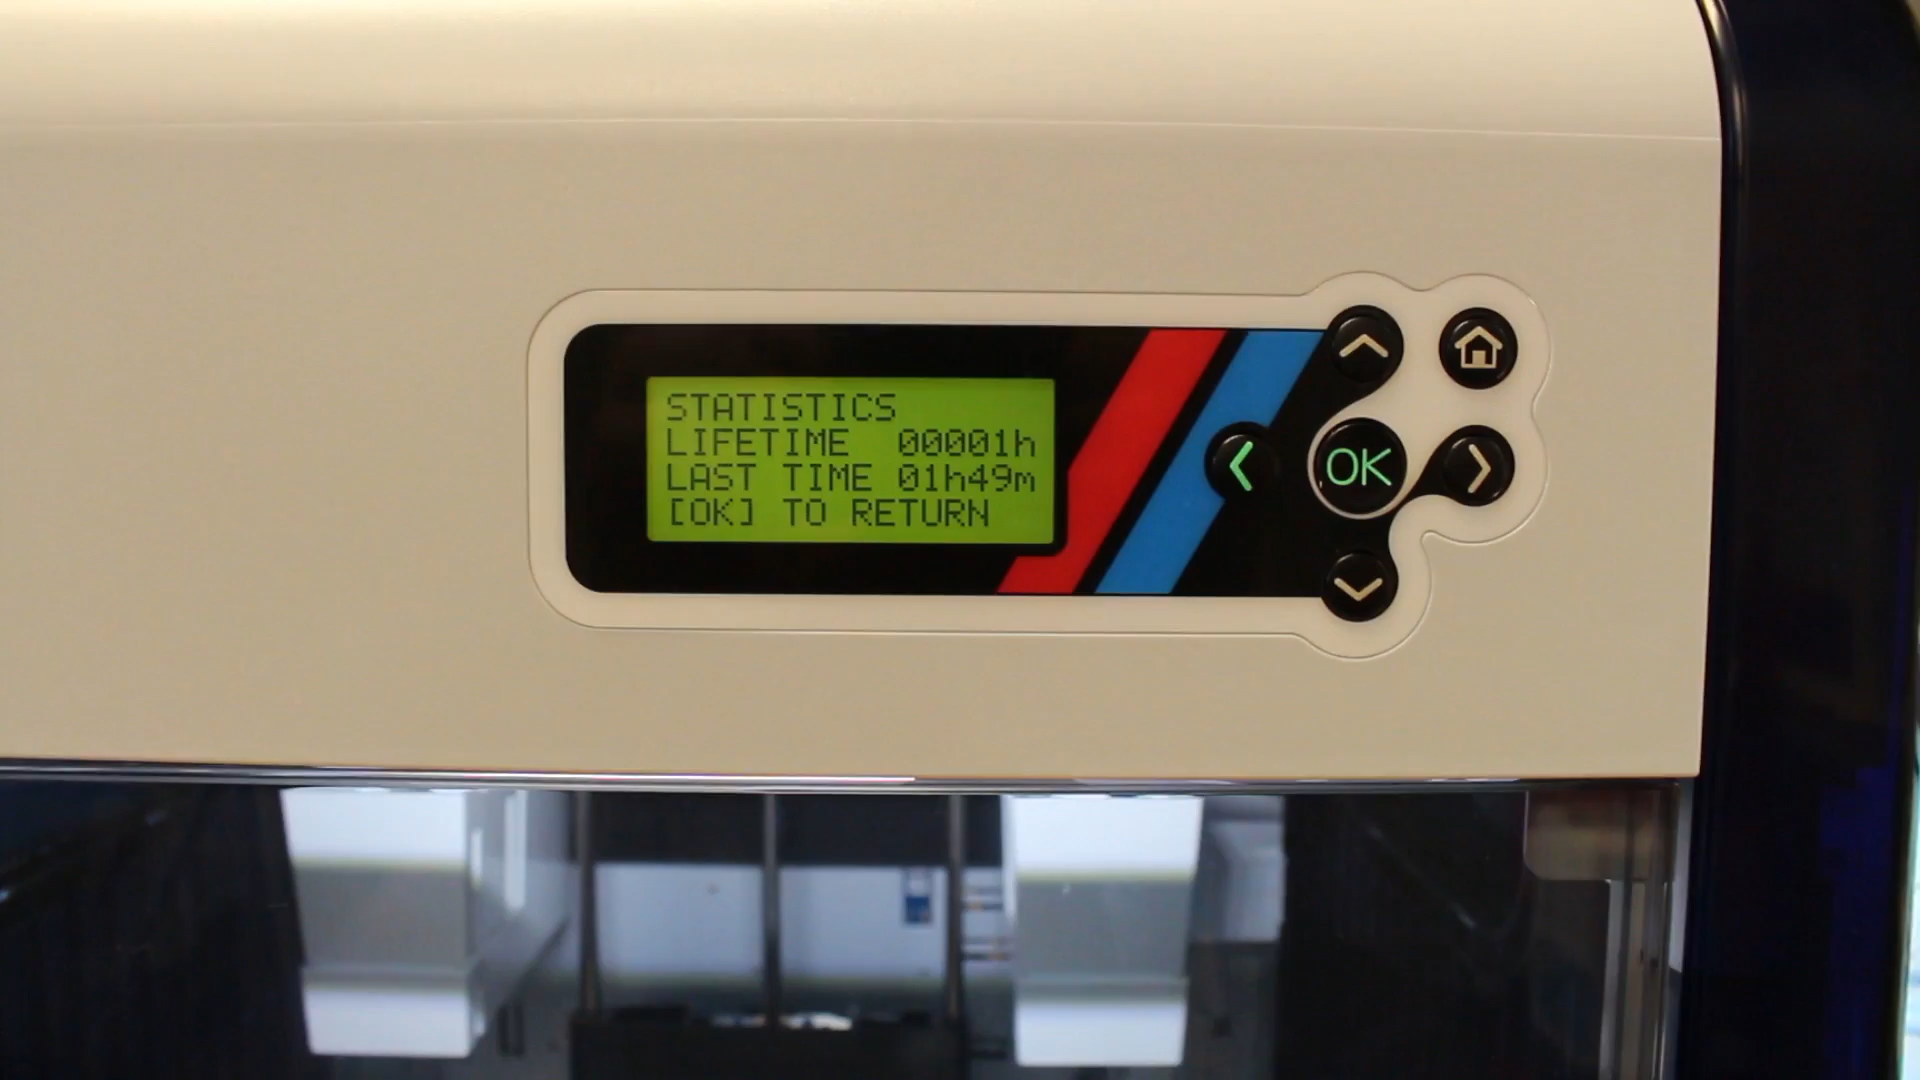 STATISTICS
LIFETIME 00001h
LAST TIME 01h49m
[OK] TO RETURN
OK